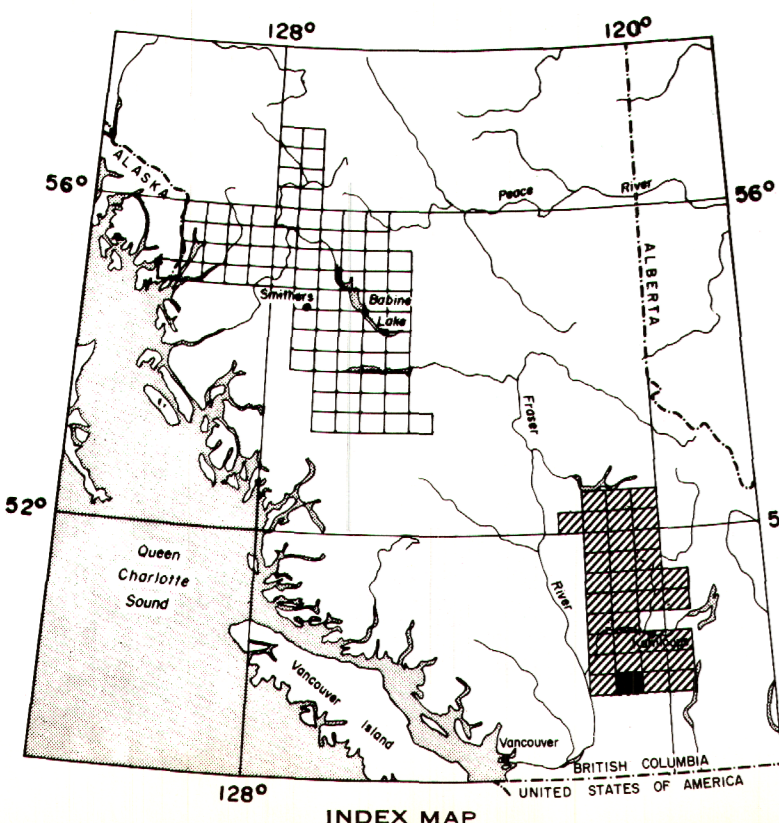 128°
120°
ALASKA
56°
Peace River
56°
ALBERTA
Smithers
Babine
Lake
Fraser
52°
5
Queen
Charlotte
Sound
River
Vancouver Island
Vancouver
BRITISH COLUMBIA
UNITED STATES OF AMERICA
128°
INDEX MAP